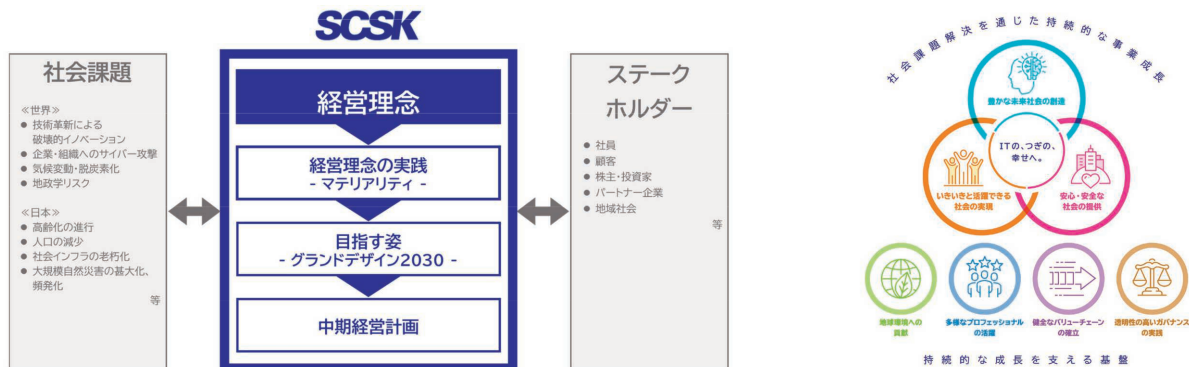 SCSK
社会課題
≪世界≫
● 技術革新による
破壊的イノベーション
● 企業・組織へのサイバー攻撃
● 気候変動・脱炭素化
● 地政学リスク
≪日本≫
● 高齢化の進行
● 人口の減少
● 社会インフラの老朽化
● 大規模自然災害の甚大化、
頻発化
等
経営理念
経営理念の実践
- マテリアリティ -
目指す姿
- グランドデザイン2030 -
中期経営計画
ステーク
ホルダー
● 社員
● 顧客
● 株主・投資家
● パートナー企業
● 地域社会
等
社会課題解決を通じた持続的な事業成長
豊かな未来社会の創造
ITの、つぎの、
幸せへ。
いきいきと活躍できる
社会の実現
安心・安全な
社会の提供
地球環境への
貢献
多様なプロフェッショナル
の活躍
健全なバリューチェーン
の確立
透明性の高いガバナンス
の実践
持続的な成長を支える基盤